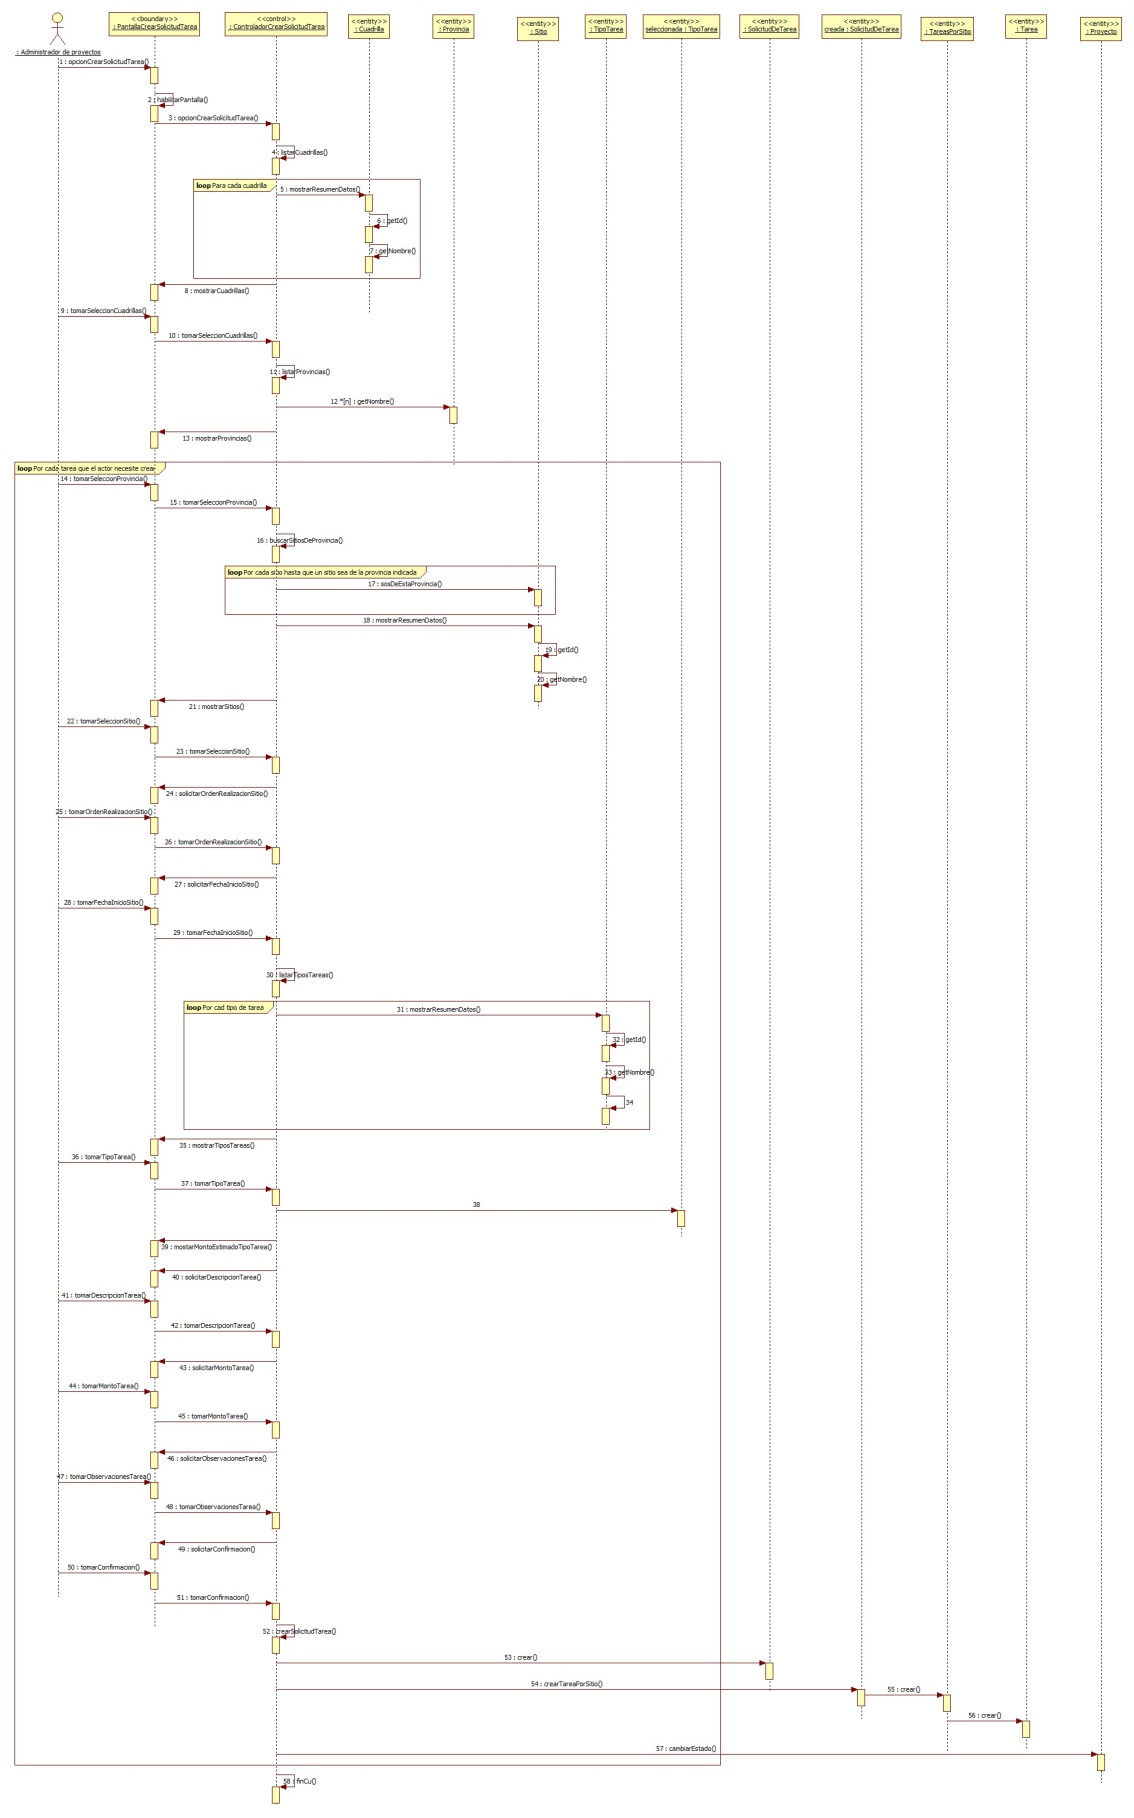 <<boundary>>
: PantallaCrearSolicitudTarea
<<control>>
: ControladorCrearSolicitudTarea
<<entity>>
: Cuadrilla
<<entity>>
: Provincia
<<entity>>
: Sitio
<<entity>>
: TipoTarea
<<entity>>
seleccionada : TipoTarea
<<entity>>
: SolicitudDeTarea
<<entity>>
creada : SolicitudDeTarea
<<entity>>
: TareasPorSitio
<<entity>>
: Tarea
<<entity>>
: Proyecto
: Administrador de proyectos
1 : opcionCrearSolicitudTarea()
2 : habilitarPantalla()
3 : opcionCrearSolicitudTarea()
4 : listarCuadrillas()
loop Para cada cuadrilla
5 : mostrarResumenDatos()
6 : getId()
7 : getNombre()
8 : mostrarCuadrillas()
9 : tomarSeleccionCuadrillas()
10 : tomarSeleccionCuadrillas()
11 : listarProvincias()
12 *[n] : getNombre()
13 : mostrarProvincias()
loop Por cada tarea que el actor necesite crear
14 : tomarSeleccionProvincia()
15 : tomarSeleccionProvincia()
16 : buscarSitiosDeProvincia()
loop Por cada sitio hasta que un sitio sea de la provincia indicada
17 : sosDeEstaProvincia()
18 : mostrarResumenDatos()
19 : getId()
20 : getNombre()
21 : mostrarSitios()
22 : tomarSeleccionSitio()
23 : tomarSeleccionSitio()
24 : solicitarOrdenRealizacionSitio()
25 : tomarOrdenRealizacionSitio()
26 : tomarOrdenRealizacionSitio()
27 : solicitarFechaInicioSitio()
28 : tomarFechaInicioSitio()
29 : tomarFechaInicioSitio()
30 : listarTiposTareas()
loop Por cad tipo de tarea
31 : mostrarResumenDatos()
32 : getId()
33 : getNombre()
34
35 : mostrarTiposTareas()
36 : tomarTipoTarea()
37 : tomarTipoTarea()
38
39 : mostarMontoEstimadoTipoTarea()
40 : solicitarDescripcionTarea()
41 : tomarDescripcionTarea()
42 : tomarDescripcionTarea()
43 : solicitarMontoTarea()
44 : tomarMontoTarea()
45 : tomarMontoTarea()
46 : solicitarObservacionesTarea()
47 : tomarObservacionesTarea()
48 : tomarObservacionesTarea()
49 : solicitarConfirmacion()
50 : tomarConfirmacion()
51 : tomarConfirmacion()
52 : crearSolicitudTarea()
53 : crear()
54 : crearTareaPorSitio()
55 : crear()
56 : crear()
57 : cambiarEstado()
58 : finCu()